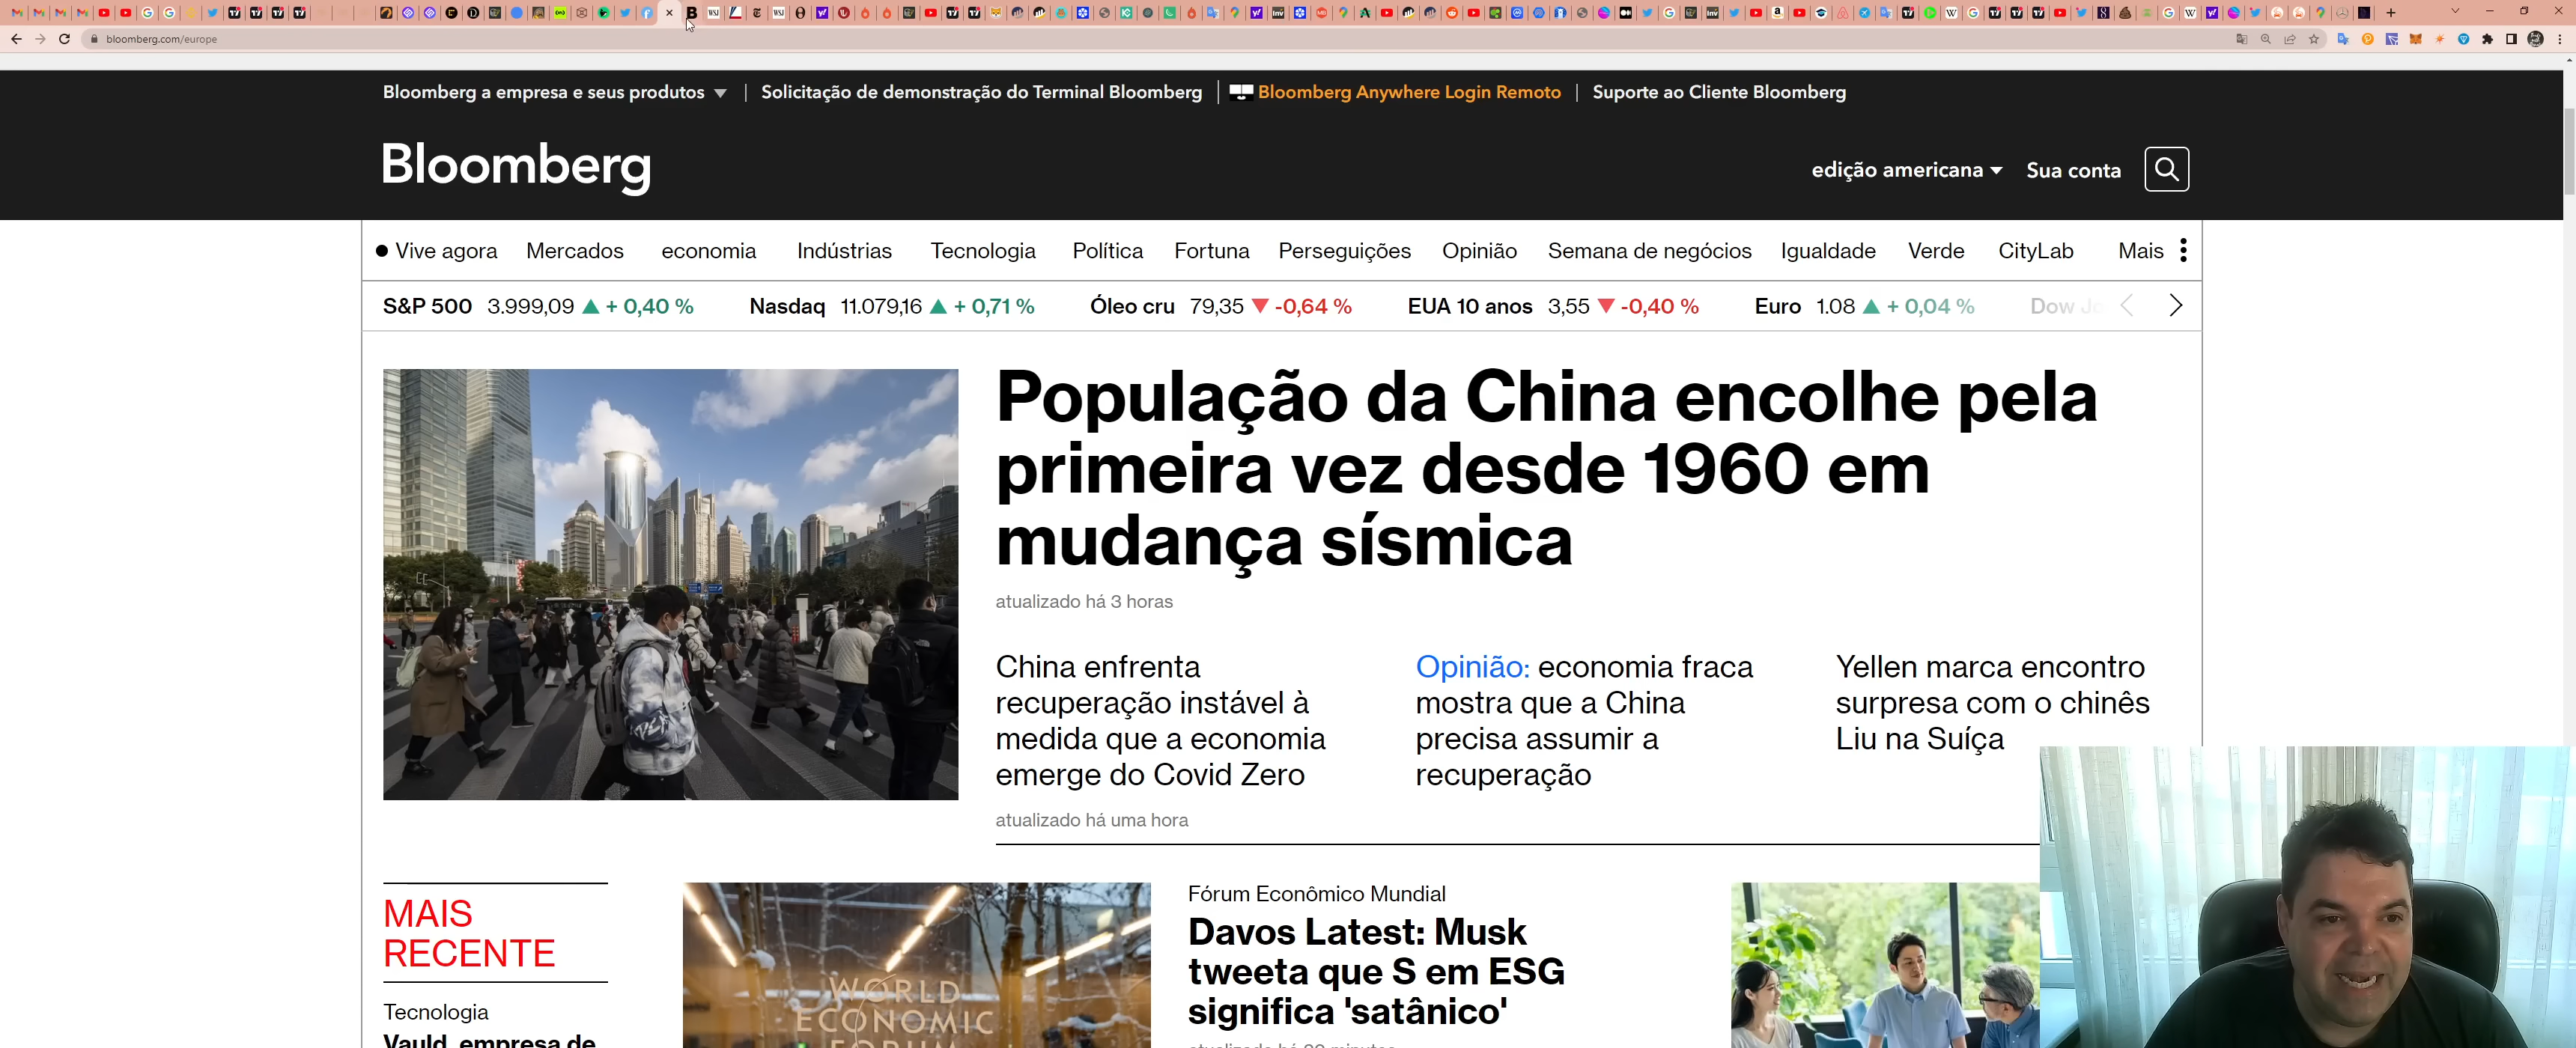 bloomberg.com/europe
Bloomberg a empresa e seus produtos
Solicitação de demonstração do Terminal Bloomberg
Bloomberg Anywhere Login Remoto
Suporte ao Cliente Bloomberg
Bloomberg
edição americana
Sua conta
Vive agora Mercados economia Indústrias Tecnologia Política Fortuna Perseguições Opinião Semana de negócios Igualdade Verde CityLab Mais
S&P 500 3.999,09 ▲ + 0,40 % Nasdaq 11.079,16 ▲ + 0,71 % Óleo cru 79,35 ▼ -0,64 % EUA 10 anos 3,55 ▼ -0,40 % Euro 1.08 ▲ + 0,04 % Dow
População da China encolhe pela
primeira vez desde 1960 em
mudança sísmica
atualizado há 3 horas
China enfrenta
recuperação instável à
medida que a economia
emerge do Covid Zero
atualizado há uma hora
Opinião: economia fraca
mostra que a China
precisa assumir a
recuperação
Yellen marca encontro
surpresa com o chinês
Liu na Suíça
MAIS
RECENTE
Tecnologia
Vauld, empresa de
WORLD
ECONOMIC
FORUM
Fórum Econômico Mundial
Davos Latest: Musk
tweeta que S em ESG
significa 'satânico'